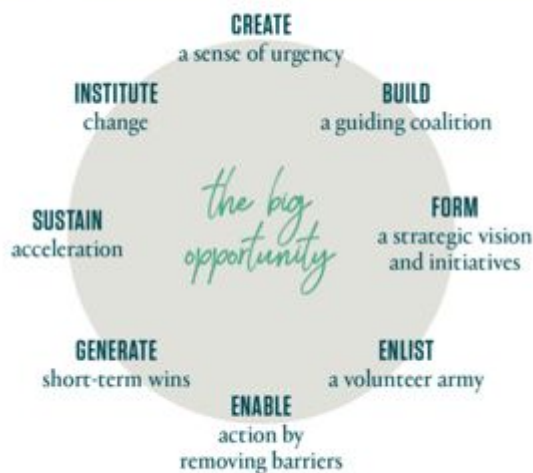 CREATE
a sense of urgency
BUILD
a guiding coalition
FORM
a strategic vision
and initiatives
ENLIST
a volunteer army
ENABLE
action by
removing barriers
GENERATE
short-term wins
SUSTAIN
acceleration
INSTITUTE
change
the big
opportunity